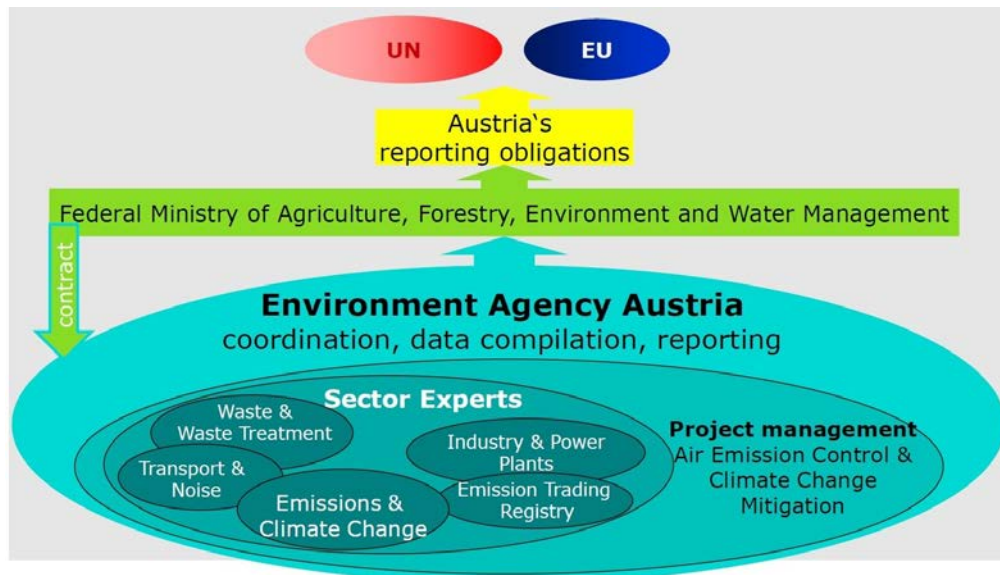 UN
EU
Austria‘s
reporting obligations
Federal Ministry of Agriculture, Forestry, Environment and Water Management
contract
Environment Agency Austria
coordination, data compilation, reporting
Sector Experts
Waste &
Waste Treatment
Transport &
Noise
Emissions &
Climate Change
Industry & Power
Plants
Emission Trading
Registry
Project management
Air Emission Control &
Climate Change
Mitigation